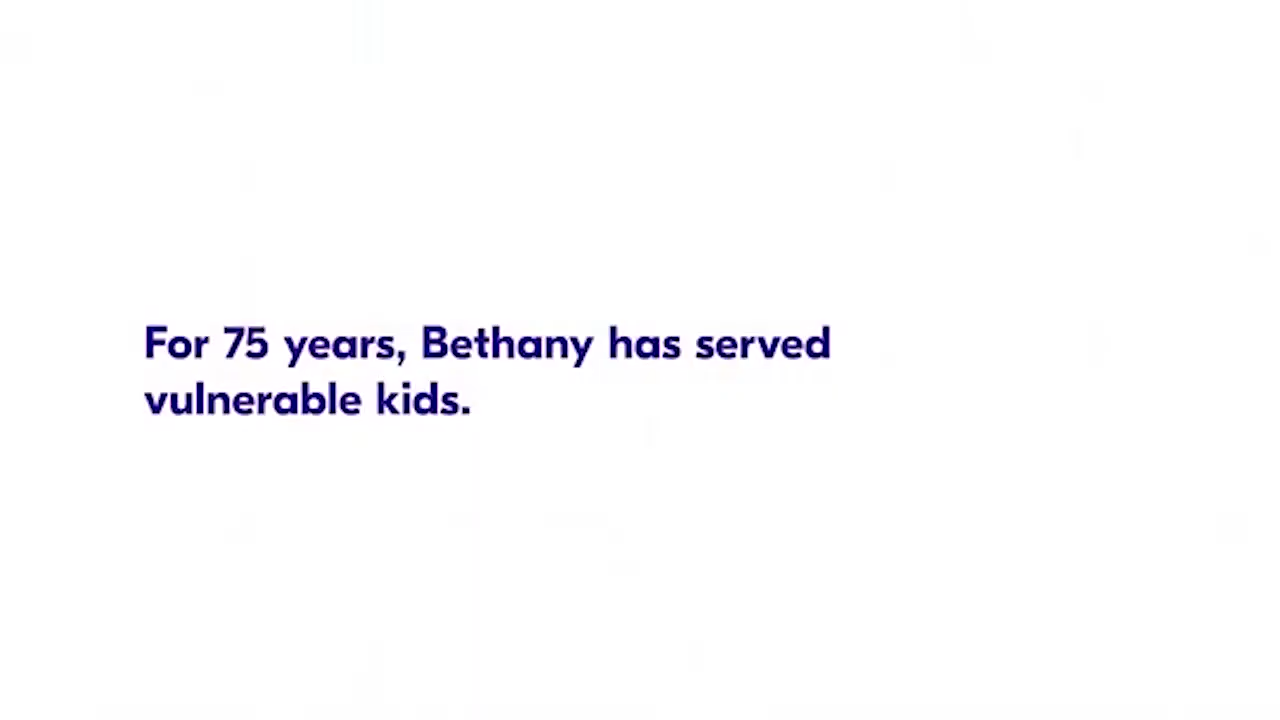 For 75 years, Bethany has served
vulnerable kids.